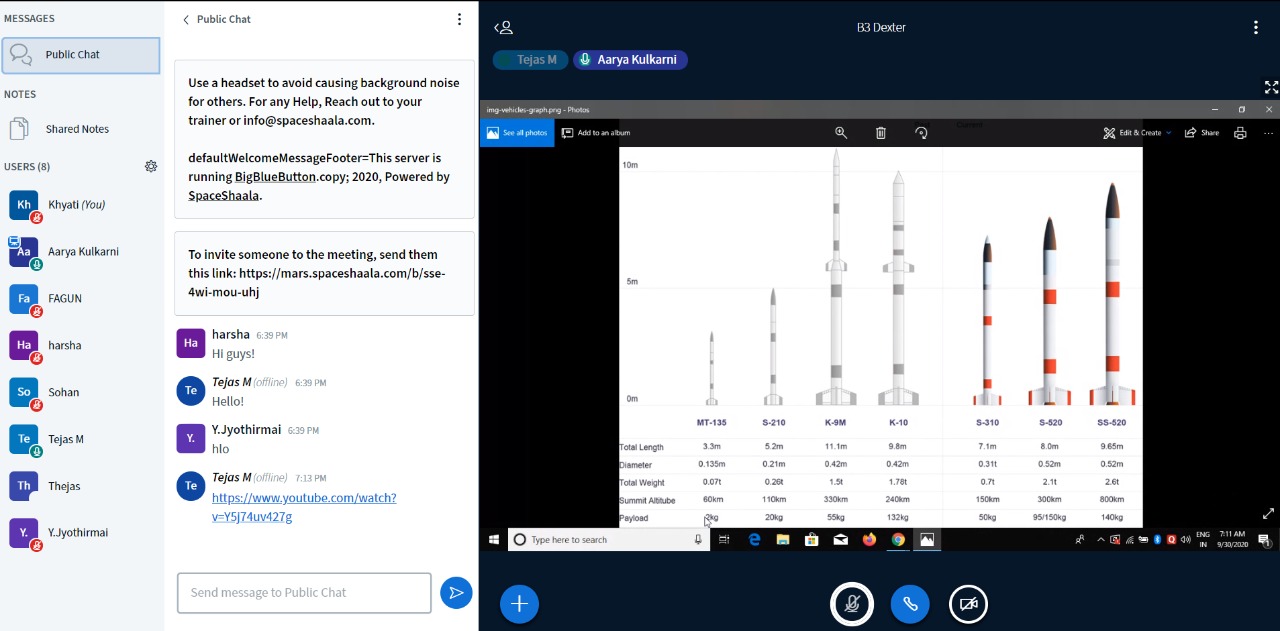 MESSAGES
Public Chat
NOTES
Shared Notes
USERS (8)
Kh
Khyati (You)
Aa
Aarya Kulkarni
Fa
FAGUN
Ha
harsha
So
Sohan
Te
Tejas M
Th
Thejas
Y.
Y.Jyothirmai
Public Chat
Use a headset to avoid causing background noise
for others. For any Help, Reach out to your
trainer or info@spaceshaala.com.
defaultWelcomeMessageFooter=This server is
running BigBlueButton.copy; 2020, Powered by
SpaceShaala.
To invite someone to the meeting, send them
this link: https://mars.spaceshaala.com/b/sse-
4wi-mou-uhj
Ha
harsha 6:39 PM
Hi guys!
Te
Tejas M (offline) 6:39 PM
Hello!
Y.
Y.Jyothirmai 6:39 PM
hlo
Te
Tejas M (offline) 7:13 PM
https://www.youtube.com/watch?
v=Y5j74uv427g
Send message to Public Chat
B3 Dexter
Tejas M
Aarya Kulkarni
img-vehicles-graph.png - Photos
See all photos
Add to an album
Edit & Create
Share
10m
5m
0m
MT-135 S-210 K-9M K-10 S-310 S-520 SS-520
Total Length 3.3m 5.2m 11.1m 9.8m 7.1m 8.0m 9.65m
Diameter 0.135m 0.21m 0.42m 0.42m 0.31t 0.52m 0.52m
Total Weight 0.07t 0.26t 1.5t 1.78t 0.7t 2.1t 2.6t
Summit Altitube 60km 110km 330km 240km 150km 300km 800km
Payload 2kg 20kg 55kg 132kg 50kg 95/150kg 140kg
Type here to search
ENG
IN
7:11 AM
9/30/2020